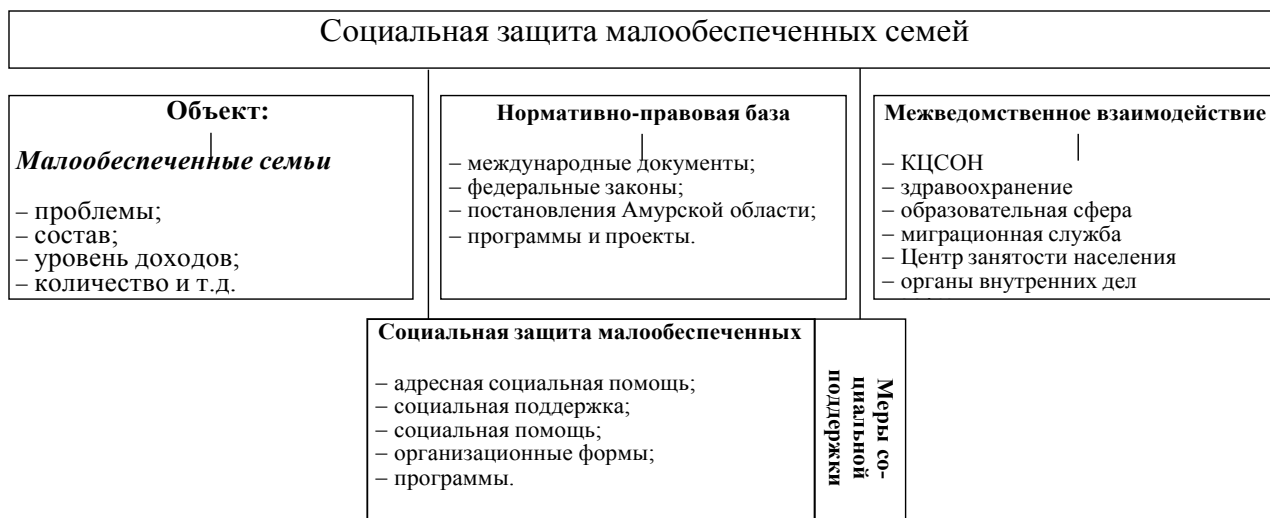 Социальная защита малообеспеченных семей
Объект:
Малообеспеченные семьи
– проблемы;
– состав;
– уровень доходов;
– количество и т.д.
Нормативно-правовая база
– международные документы;
– федеральные законы;
– постановления Амурской области;
– программы и проекты.
Межведомственное взаимодействие
– КЦСОН
– здравоохранение
– образовательная сфера
– миграционная служба
– Центр занятости населения
– органы внутренних дел
Социальная защита малообеспеченных
– адресная социальная помощь;
– социальная поддержка;
– социальная помощь;
– организационные формы;
– программы.
Меры со-
циальной
поддержки